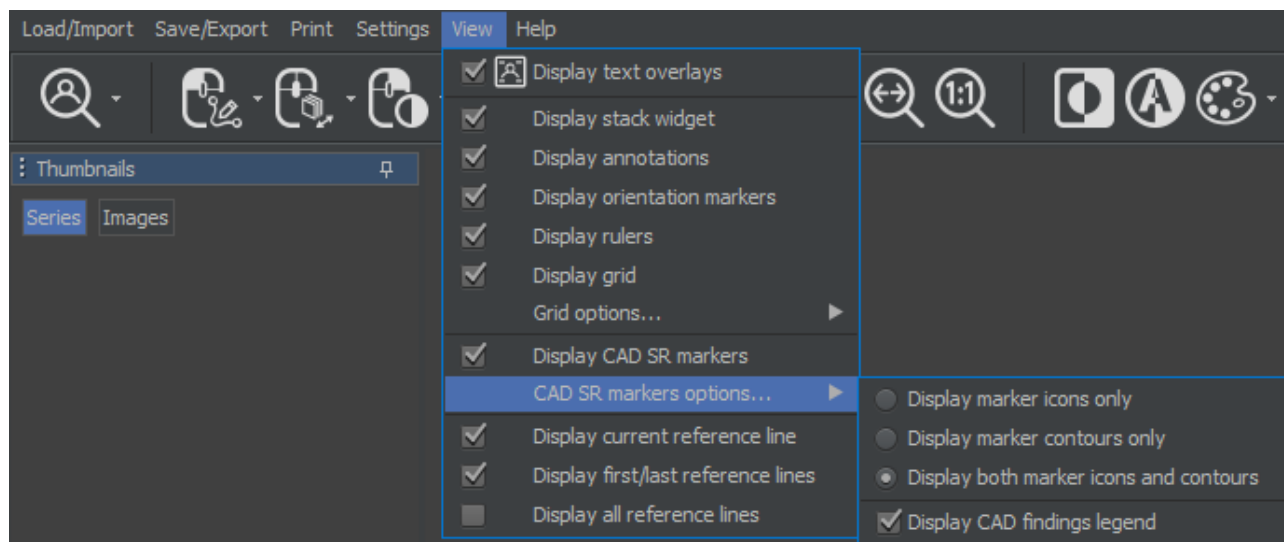 Load/Import Save/Export Print Settings View Help
Display text overlays
1:1
A
Thumbnails
Series Images
Display stack widget
Display annotations
Display orientation markers
Display rulers
Display grid
Grid options...
Display CAD SR markers
CAD SR markers options...
Display current reference line
Display first/last reference lines
Display all reference lines
Display marker icons only
Display marker contours only
Display both marker icons and contours
Display CAD findings legend